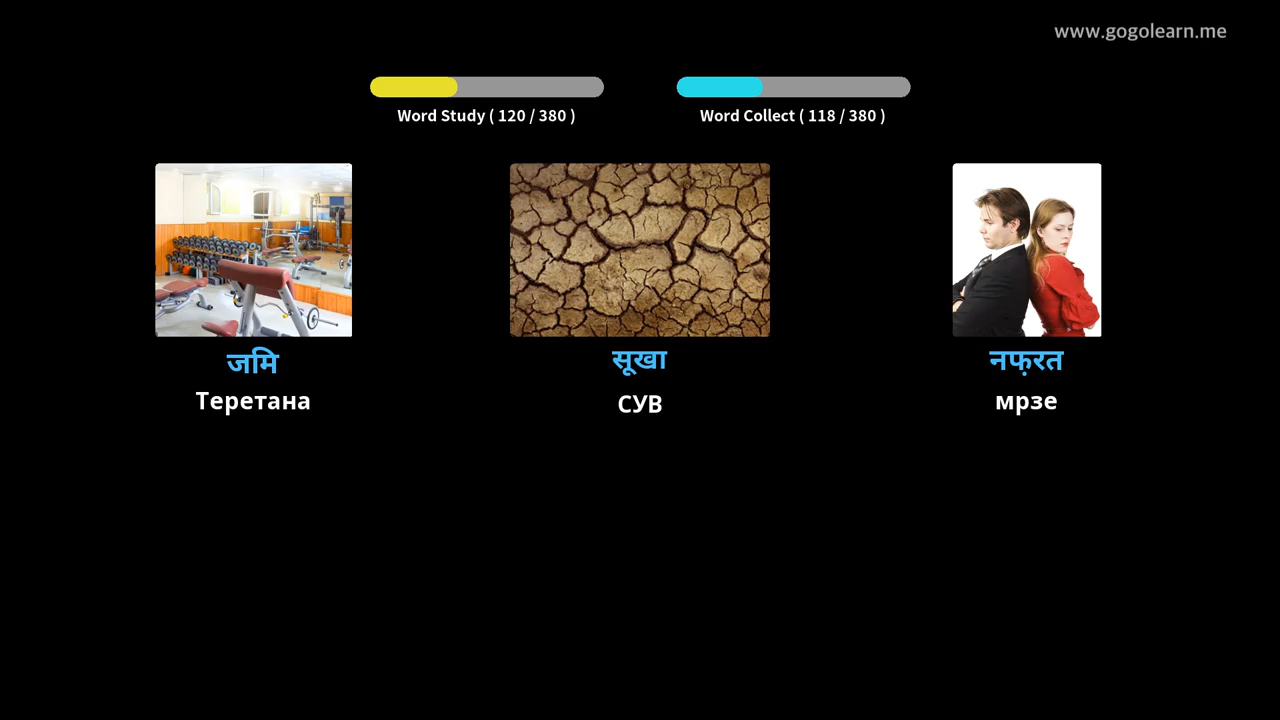 www.gogolearn.me
Word Study ( 120 / 380 )
Word Collect ( 118 / 380 )
जमि
सूखा
नफ़रत
Теретана
СУВ
мрзе